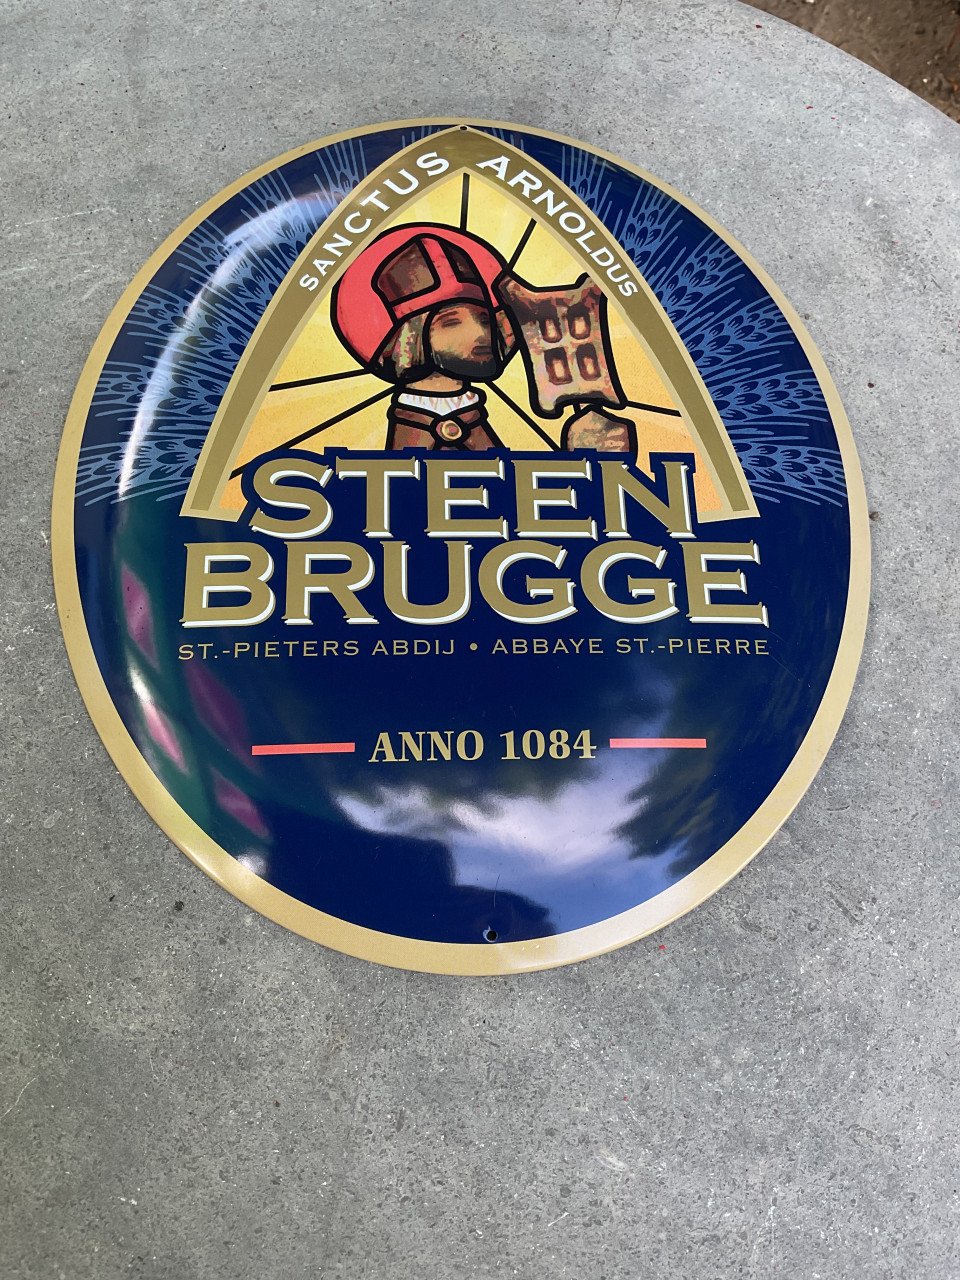 SANCTUS ARNOLDUS
STEEN
BRUGGE
ST.-PIETERS ABDIJ • ABBAYE ST.-PIERRE
ANNO 1084